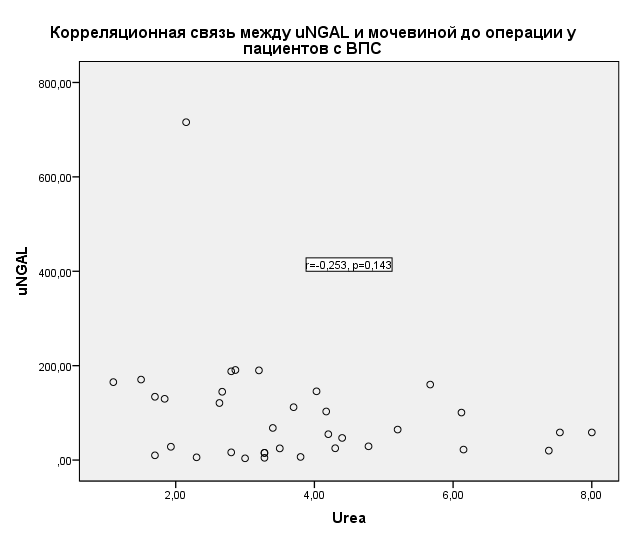 Корреляционная связь между uNGAL и мочевиной до операции у
пациентов с ВПС
800,00
600,00
400,00
200,00
,00
uNGAL
r=-0,253, p=0,143
2,00
4,00
6,00
8,00
Urea